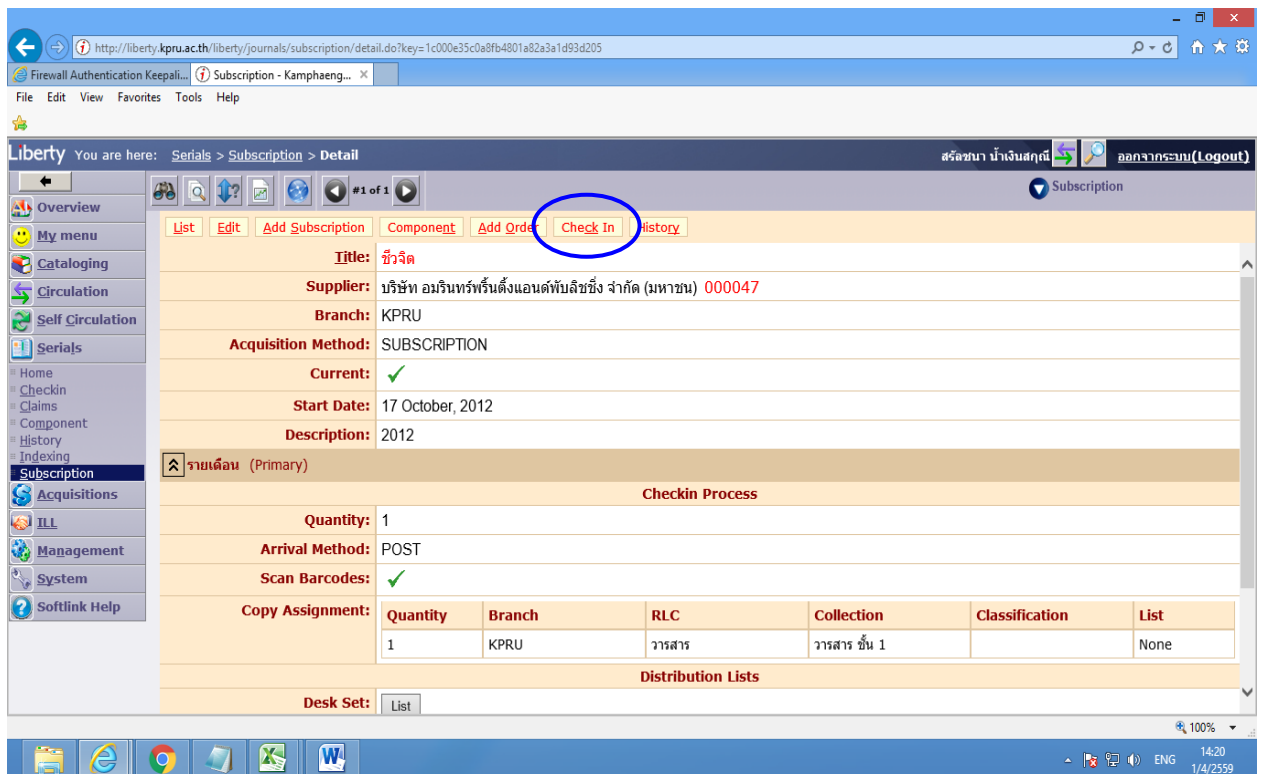 http://liberty.kpru.ac.th/liberty/journals/subscription/detail.do?key=1c000e35c0a8fb4801a82a3a1d93d205
Firewall Authentication Keepali... Subscription - Kamphaeng...
File Edit View Favorites Tools Help
Liberty You are here: Serials > Subscription > Detail สรัลชนา น้ำเงินสกุณี ออกจากระบบ(Logout)
#1 of 1 Subscription
Overview
My menu
Cataloging
Circulation
Self Circulation
Serials
Home
Checkin
Claims
Component
History
Indexing
Subscription
Acquisitions
ILL
Management
System
Softlink Help
List Edit Add Subscription Component Add Order Check In History
Title: ชีวจิต
Supplier: บริษัท อมรินทร์พริ้นติ้งแอนด์พับลิชชิ่ง จำกัด (มหาชน) 000047
Branch: KPRU
Acquisition Method: SUBSCRIPTION
Current:
Start Date: 17 October, 2012
Description: 2012
รายเดือน (Primary)
Checkin Process
Quantity: 1
Arrival Method: POST
Scan Barcodes:
Copy Assignment: Quantity Branch RLC Collection Classification List
1 KPRU วารสาร วารสาร ชั้น 1 None
Distribution Lists
Desk Set: List
100%
ENG 14:20
1/4/2559